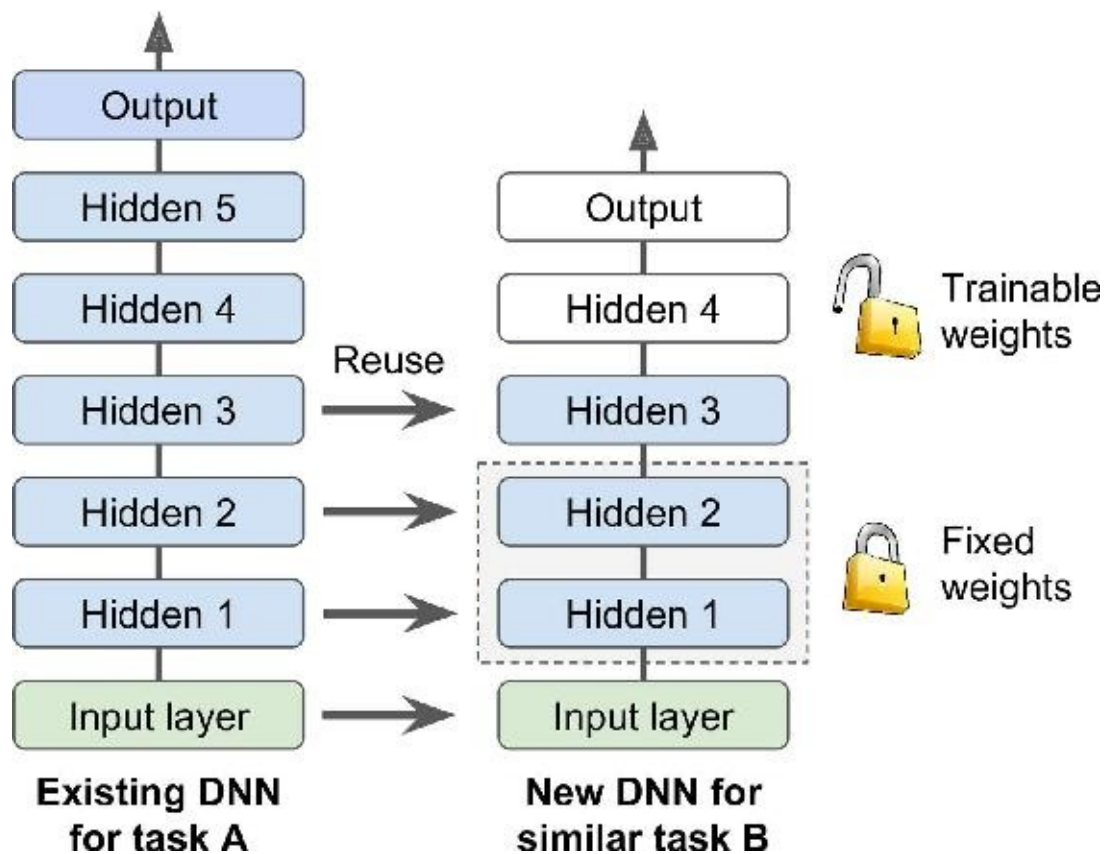 Output
Hidden 5
Hidden 4
Hidden 3
Hidden 2
Hidden 1
Input layer
Existing DNN
for task A
Reuse
Output
Hidden 4
Hidden 3
Hidden 2
Hidden 1
Input layer
New DNN for
similar task B
Trainable
weights
Fixed
weights